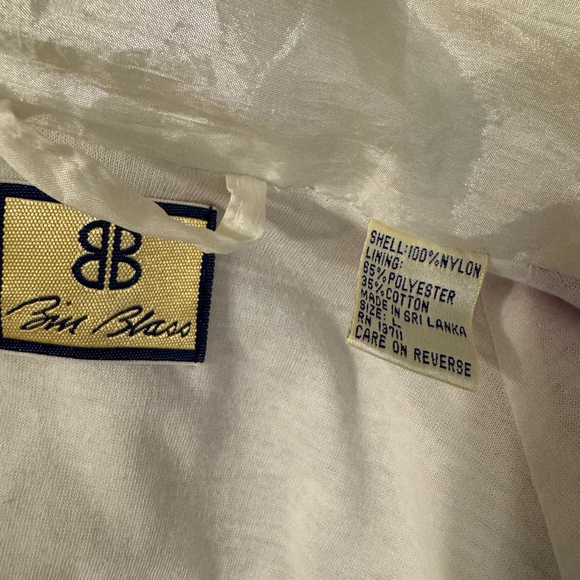 BB
Bill Blass
SHELL:100%NYLON
LINING:
65%POLYESTER
35%COTTON
MADE IN SRI LANKA
SIZE: L
RN 13711
CARE ON REVERSE